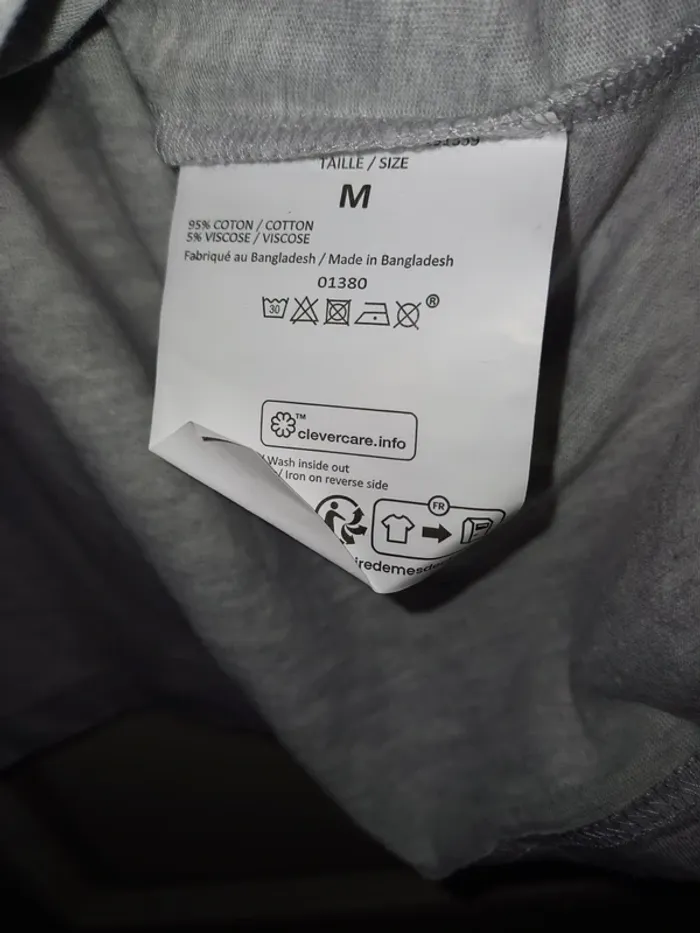 TAILLE / SIZE
M
95% COTON / COTTON
5% VISCOSE / VISCOSE
Fabriqué au Bangladesh / Made in Bangladesh
01380
30
®
TM
clevercare.info
Wash inside out
/ Iron on reverse side
FR